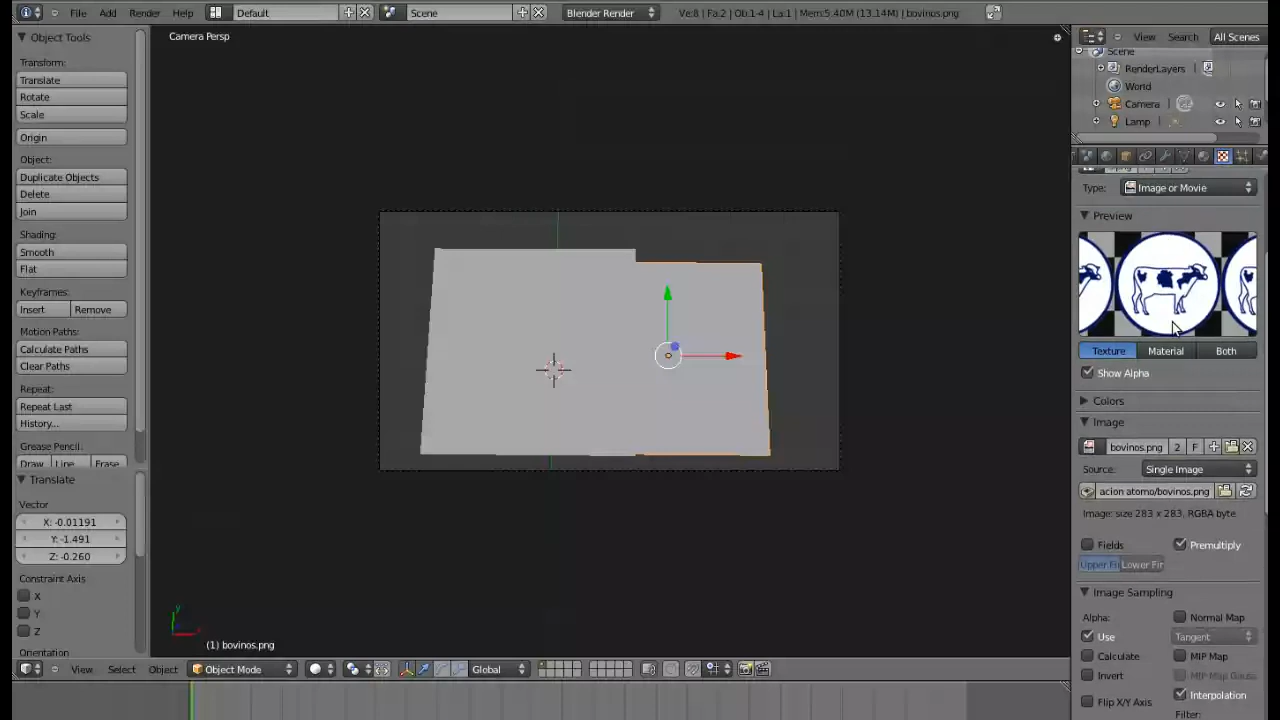 File Add Render Help Default Scene Blender Render Ve:8 | Fa:2 | Ob:1-4 | La:1 | Mem:5.40M (13.14M) | bovinos.png
Object Tools
Transform:
Translate
Rotate
Scale
Origin
Object:
Duplicate Objects
Delete
Join
Shading:
Smooth
Flat
Keyframes:
Insert Remove
Motion Paths:
Calculate Paths
Clear Paths
Repeat:
Repeat Last
History...
Grease Pencil:
Draw Line Erase
Translate
Vector
X: -0.01191
Y: -1.491
Z: -0.260
Constraint Axis
X
Y
Z
Orientation
Camera Persp
y
(1) bovinos.png
View Select Object Object Mode Global
View Search All Scenes
Scene
RenderLayers |
World
Camera |
Lamp |
Type: Image or Movie
Preview
Texture Material Both
Show Alpha
Colors
Image
bovinos.png 2 F
Source: Single Image
acion atomo/bovinos.png
Image: size 283 x 283, RGBA byte
Fields Premultiply
Upper Fi Lower Fir
Image Sampling
Alpha: Normal Map
Use Tangent
Calculate MIP Map
Invert MIP Map Gauss
Flip X/Y Axis Interpolation
Filter: